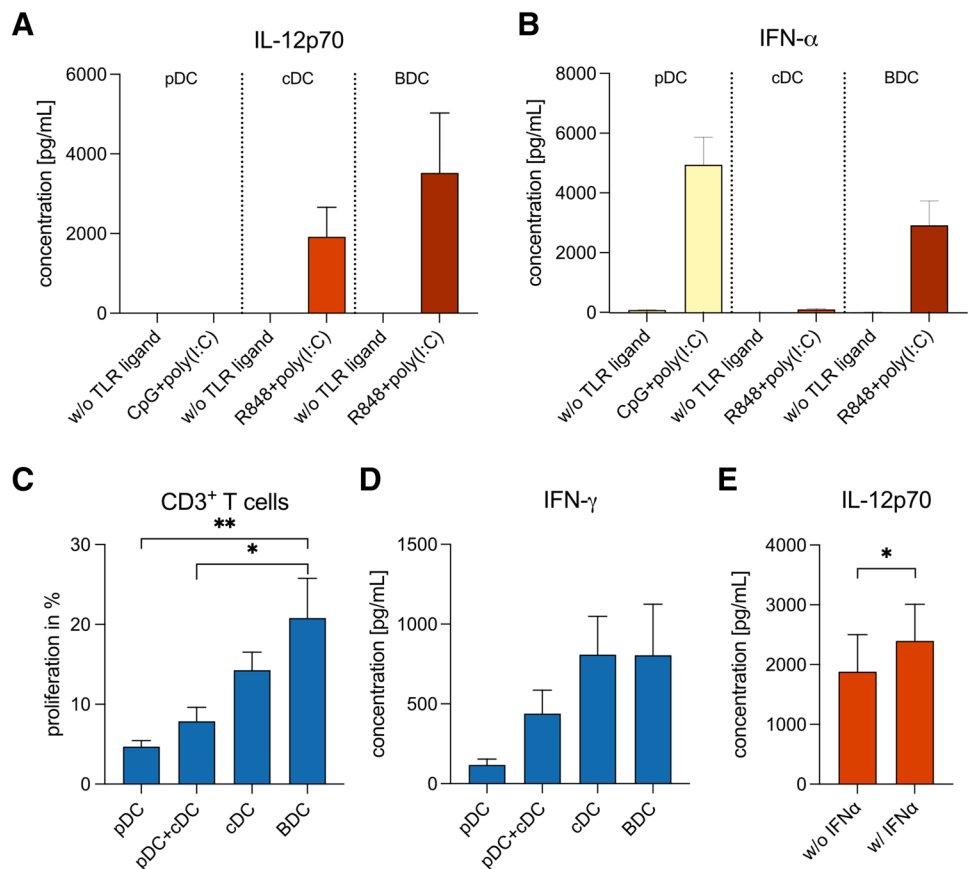 A
IL-12p70
pDC
cDC
BDC
concentration [pg/mL]
6000
4000
2000
0
w/o TLR ligand
CpG+poly(I:C)
w/o TLR ligand
R848+poly(I:C)
w/o TLR ligand
R848+poly(I:C)
B
IFN-α
pDC
cDC
BDC
concentration [pg/mL]
8000
6000
4000
2000
0
w/o TLR ligand
CpG+poly(I:C)
w/o TLR ligand
R848+poly(I:C)
w/o TLR ligand
R848+poly(I:C)
C
CD3⁺ T cells
**
*
proliferation in %
30
20
10
0
pDC
pDC+cDC
cDC
BDC
D
IFN-γ
concentration [pg/mL]
1500
1000
500
0
pDC
pDC+cDC
cDC
BDC
E
IL-12p70
*
concentration [pg/mL]
4000
3000
2000
1000
0
w/o IFNα
w/ IFNα